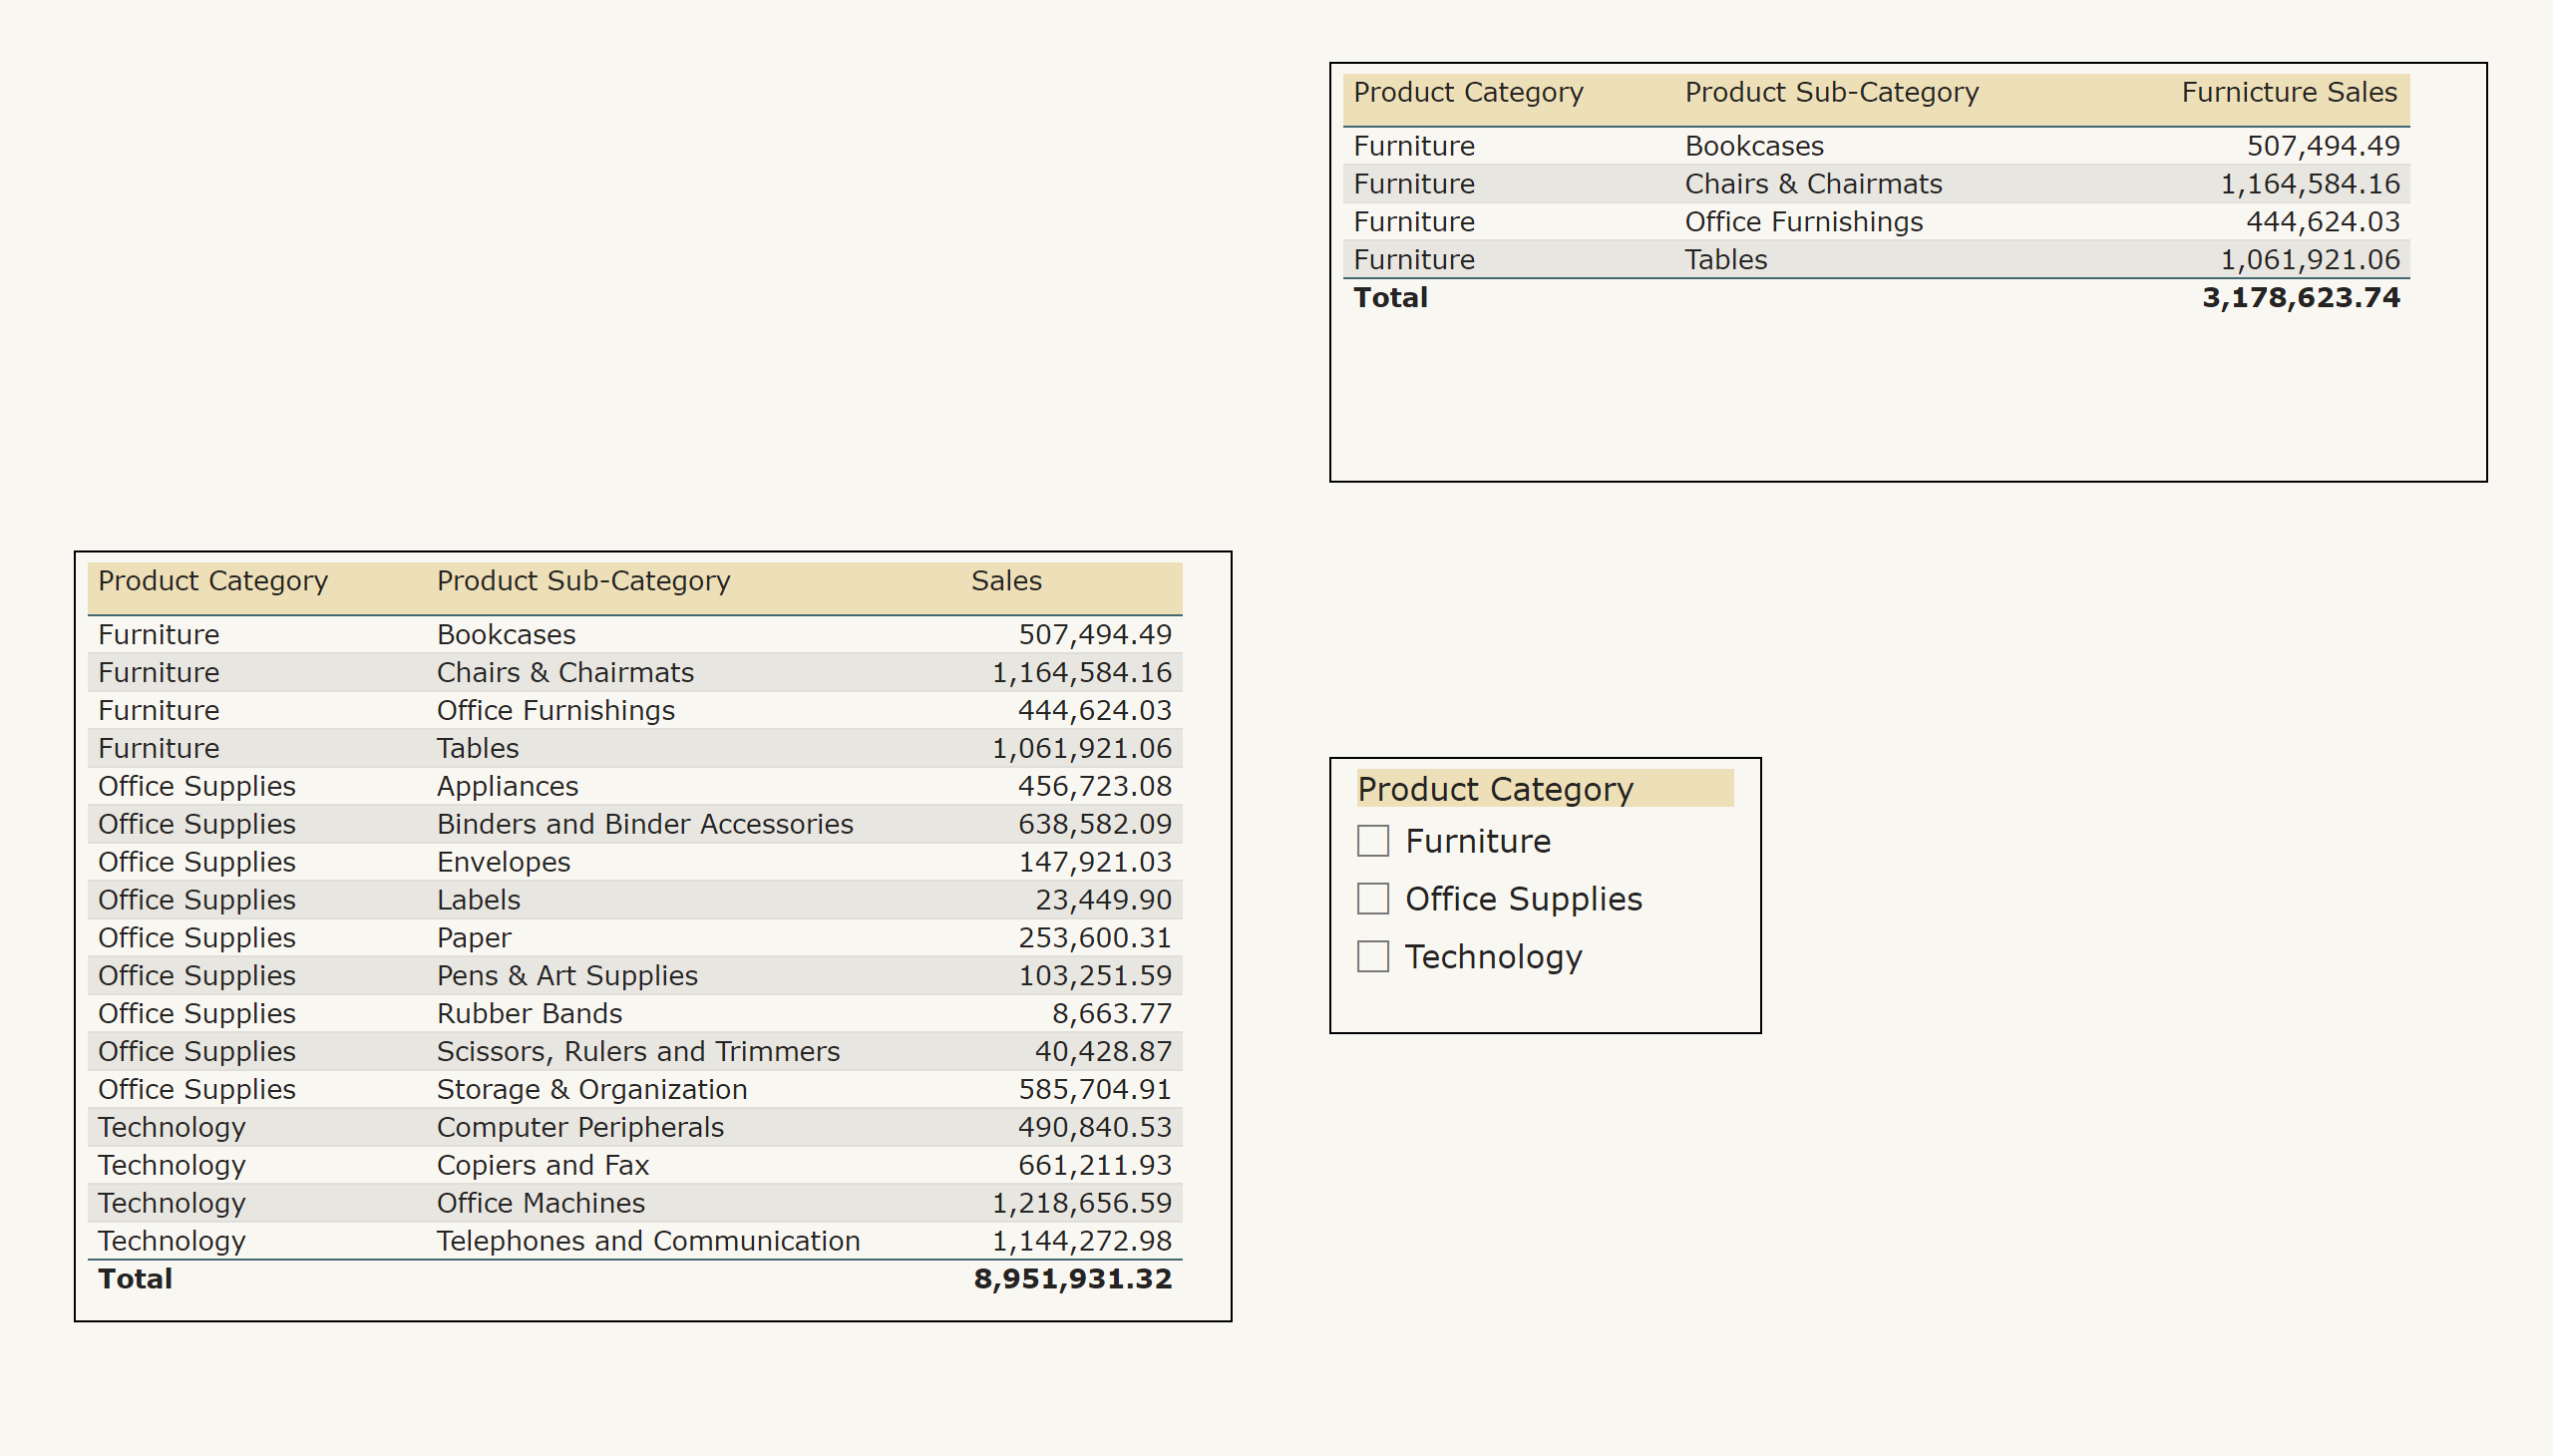 Product Category Product Sub-Category Furnicture Sales
Furniture Bookcases 507,494.49
Furniture Chairs & Chairmats 1,164,584.16
Furniture Office Furnishings 444,624.03
Furniture Tables 1,061,921.06
Total 3,178,623.74
Product Category Product Sub-Category Sales
Furniture Bookcases 507,494.49
Furniture Chairs & Chairmats 1,164,584.16
Furniture Office Furnishings 444,624.03
Furniture Tables 1,061,921.06
Office Supplies Appliances 456,723.08
Office Supplies Binders and Binder Accessories 638,582.09
Office Supplies Envelopes 147,921.03
Office Supplies Labels 23,449.90
Office Supplies Paper 253,600.31
Office Supplies Pens & Art Supplies 103,251.59
Office Supplies Rubber Bands 8,663.77
Office Supplies Scissors, Rulers and Trimmers 40,428.87
Office Supplies Storage & Organization 585,704.91
Technology Computer Peripherals 490,840.53
Technology Copiers and Fax 661,211.93
Technology Office Machines 1,218,656.59
Technology Telephones and Communication 1,144,272.98
Total 8,951,931.32
Product Category
Furniture
Office Supplies
Technology